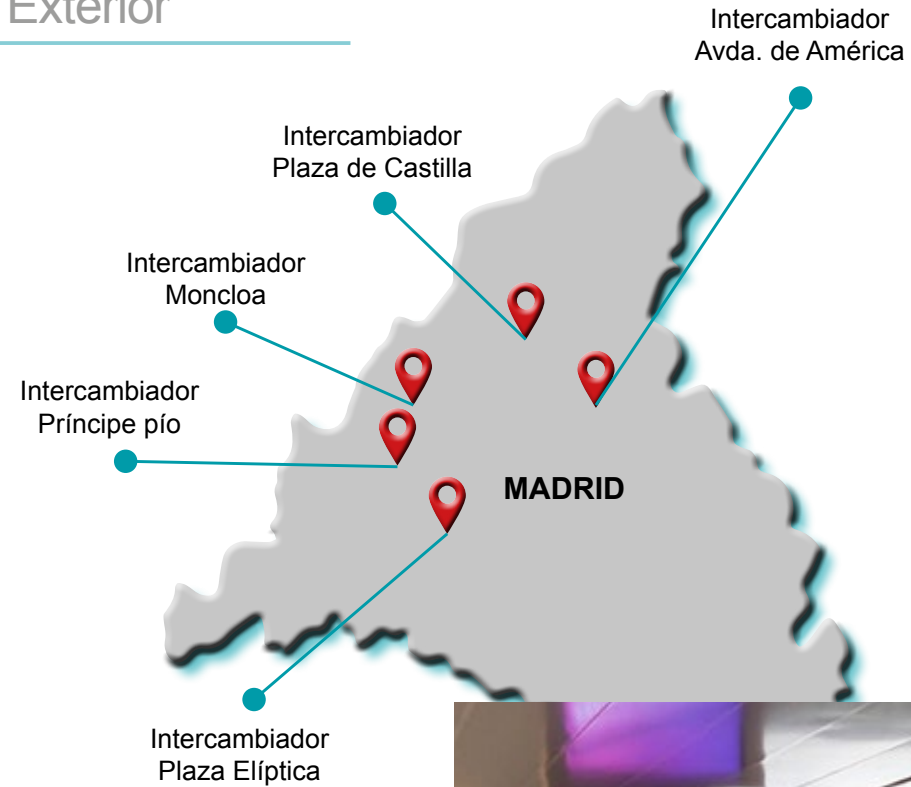 Exterior
Intercambiador
Avda. de América
Intercambiador
Plaza de Castilla
Intercambiador
Moncloa
Intercambiador
Príncipe pío
MADRID
Intercambiador
Plaza Elíptica